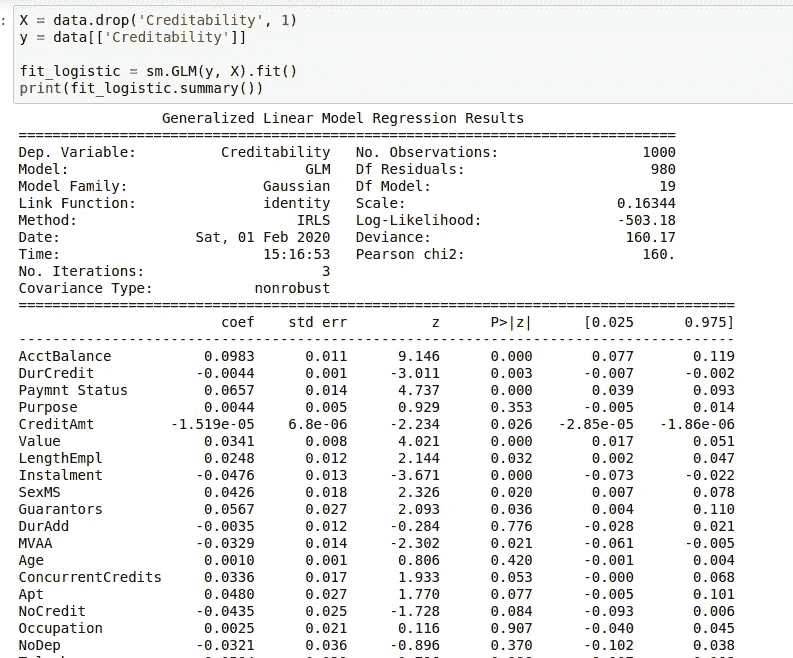 : X = data.drop('Creditability', 1)
y = data[['Creditability']]
fit_logistic = sm.GLM(y, X).fit()
print(fit_logistic.summary())
Generalized Linear Model Regression Results
==============================================================================
Dep. Variable: Creditability No. Observations: 1000
Model: GLM Df Residuals: 980
Model Family: Gaussian Df Model: 19
Link Function: identity Scale: 0.16344
Method: IRLS Log-Likelihood: -503.18
Date: Sat, 01 Feb 2020 Deviance: 160.17
Time: 15:16:53 Pearson chi2: 160.
No. Iterations: 3
Covariance Type: nonrobust
=====================================================================================
coef std err z P>|z| [0.025 0.975]
-------------------------------------------------------------------------------------
AcctBalance 0.0983 0.011 9.146 0.000 0.077 0.119
DurCredit -0.0044 0.001 -3.011 0.003 -0.007 -0.002
Paymnt Status 0.0657 0.014 4.737 0.000 0.039 0.093
Purpose 0.0044 0.005 0.929 0.353 -0.005 0.014
CreditAmt -1.519e-05 6.8e-06 -2.234 0.026 -2.85e-05 -1.86e-06
Value 0.0341 0.008 4.021 0.000 0.017 0.051
LengthEmpl 0.0248 0.012 2.144 0.032 0.002 0.047
Instalment -0.0476 0.013 -3.671 0.000 -0.073 -0.022
SexMS 0.0426 0.018 2.326 0.020 0.007 0.078
Guarantors 0.0567 0.027 2.093 0.036 0.004 0.110
DurAdd -0.0035 0.012 -0.284 0.776 -0.028 0.021
MVAA -0.0329 0.014 -2.302 0.021 -0.061 -0.005
Age 0.0010 0.001 0.806 0.420 -0.001 0.004
ConcurrentCredits 0.0336 0.017 1.933 0.053 -0.000 0.068
Apt 0.0480 0.027 1.770 0.077 -0.005 0.101
NoCredit -0.0435 0.025 -1.728 0.084 -0.093 0.006
Occupation 0.0025 0.021 0.116 0.907 -0.040 0.045
NoDep -0.0321 0.036 -0.896 0.370 -0.102 0.038